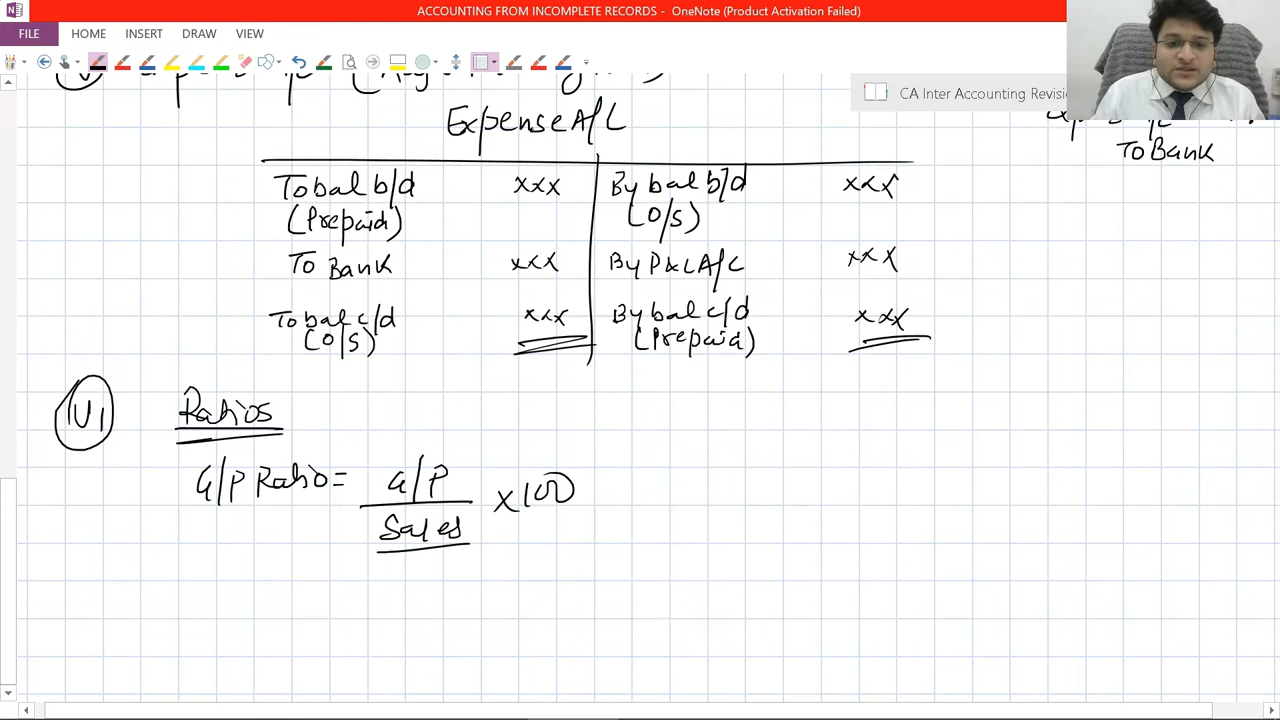 ACCOUNTING FROM INCOMPLETE RECORDS - OneNote (Product Activation Failed)
FILE HOME INSERT DRAW VIEW
CA Inter Accounting Revisi
To Bank
Expense A/C
To bal b/d xxx By bal b/d xxx
(Prepaid) (O/S)
To Bank xxx By P&L A/C xxx
To bal c/d xxx By bal c/d xxx
(O/S) (Prepaid)
Ratios
G/P Ratio = G/P x100
Sales